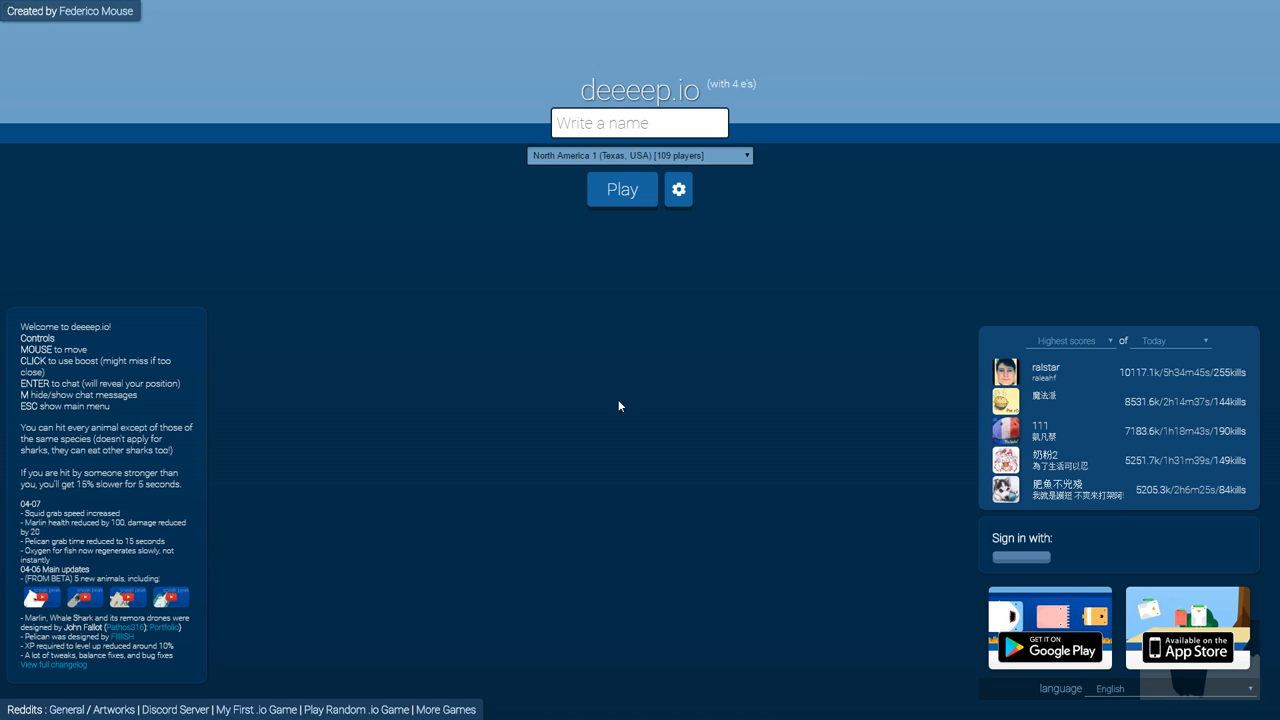 Created by Federico Mouse
deeeep.io (with 4 e's)
Write a name
North America 1 (Texas, USA) [109 players]
Play
Welcome to deeeep.io!
Controls
MOUSE to move
CLICK to use boost (might miss if too
close)
ENTER to chat (will reveal your position)
M hide/show chat messages
ESC show main menu
You can hit every animal except of those of
the same species (doesn't apply for
sharks, they can eat other sharks too!)
If you are hit by someone stronger than
you, you'll get 15% slower for 5 seconds.
04-07
- Squid grab speed increased
- Marlin health reduced by 100, damage reduced
by 20
- Pelican grab time reduced to 15 seconds
- Oxygen for fish now regenerates slowly, not
instantly
04-06 Main updates
- (FROM BETA) 5 new animals, including:
- Marlin, Whale Shark and its remora drones were
designed by John Fallot (Pathos316): Portfolio)
- Pelican was designed by
- XP required to level up reduced around 10%
- A lot of tweaks, balance fixes, and bug fixes
View full changelog
Highest scores of Today
ralstar
raleahf
10117.1k/5h34m45s/255kills
魔法派
8531.6k/2h14m37s/144kills
111
凱凡桀
7183.6k/1h18m43s/190kills
奶粉2
為了生活可以忍
5251.7k/1h31m39s/149kills
肥魚不兇殘
我就是護短 不爽來打架阿!
5205.3k/2h6m25s/84kills
Sign in with:
GET IT ON
Google Play
Available on the
App Store
language English
Reddits : General / Artworks | Discord Server | My First .io Game | Play Random .io Game | More Games